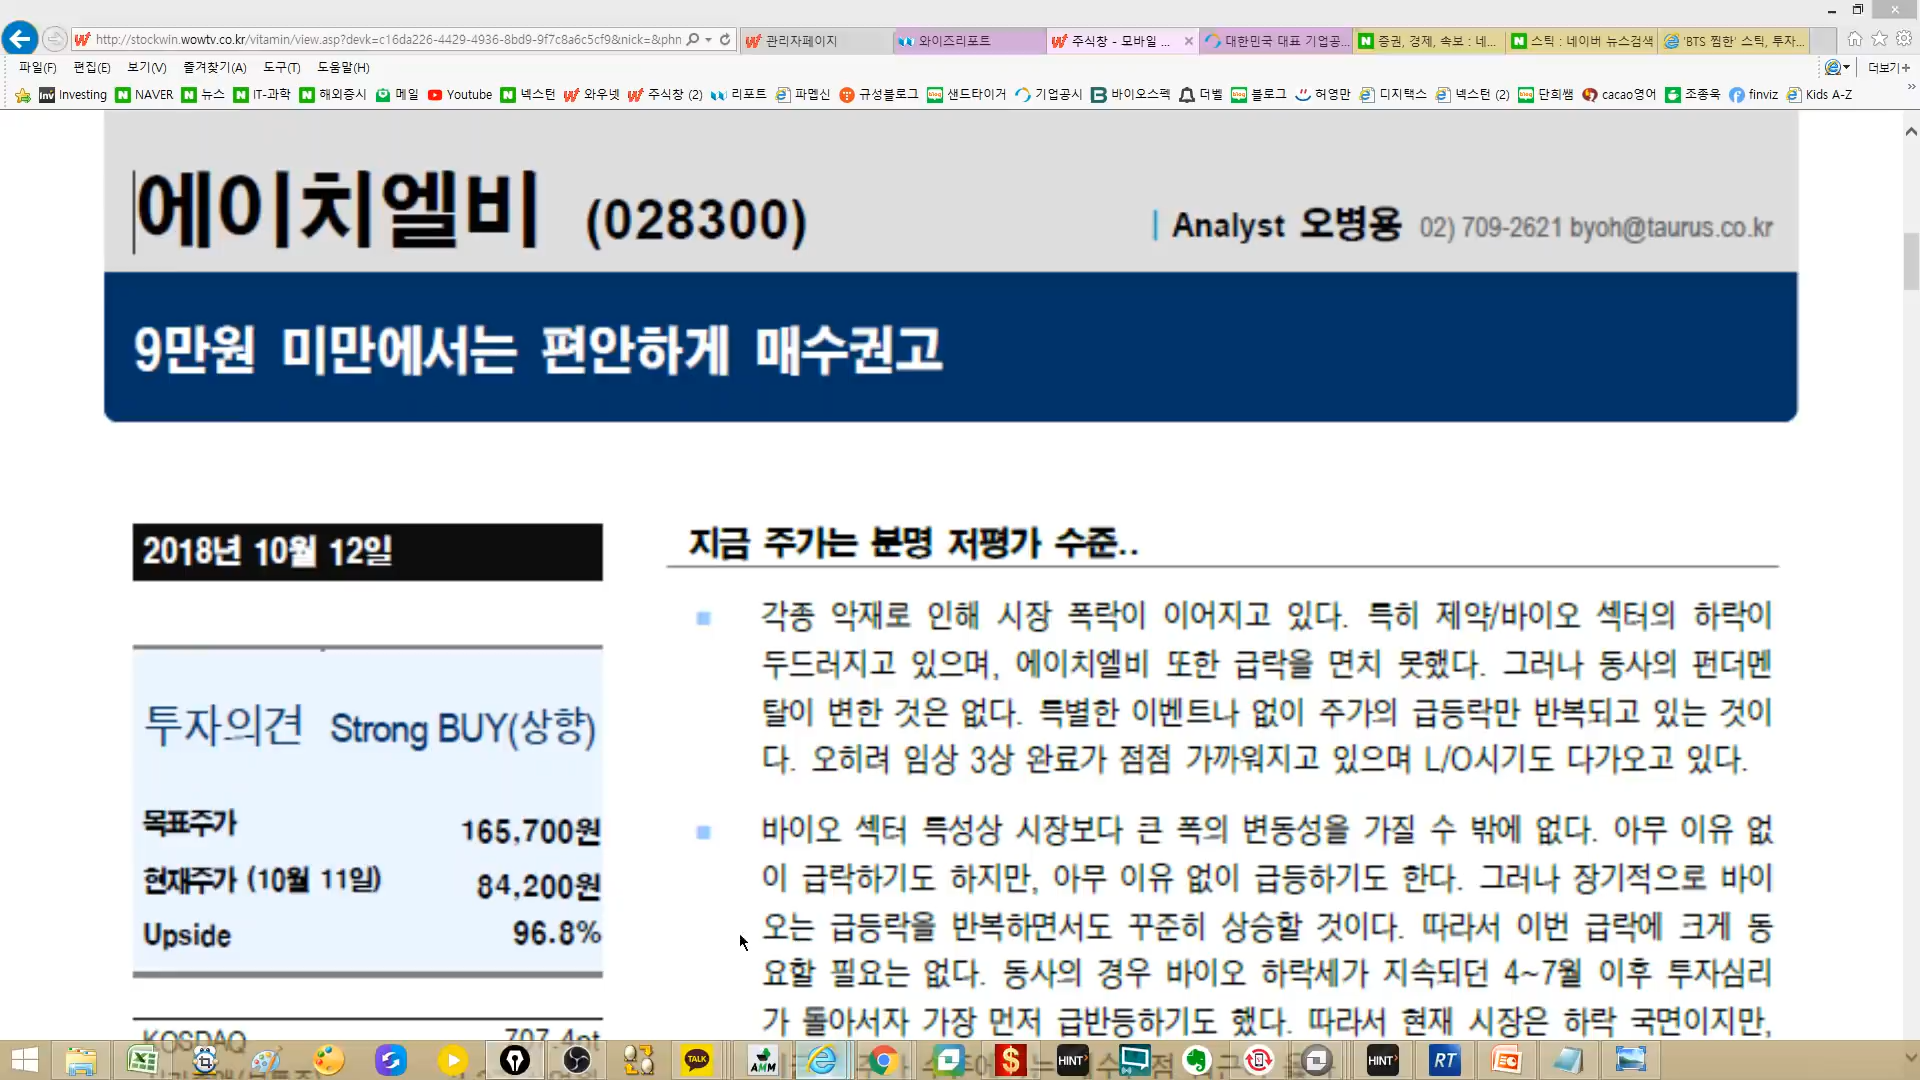 http://stockwin.wowtv.co.kr/vitamin/view.asp?devk=c16da226-4429-4936-8bd9-9f7c8a6c5cf9&nick=&phn
관리자페이지
와이즈리포트
주식창 - 모바일 ...
대한민국 대표 기업공...
증권, 경제, 속보 : 네...
스틱 : 네이버 뉴스검색
'BTS 찜한' 스틱, 투자...
파일(F) 편집(E) 보기(V) 즐겨찾기(A) 도구(T) 도움말(H) 더보기
inv Investing NAVER 뉴스 IT-과학 해외증시 메일 Youtube 넥스턴 와우넷 주식창 (2) 리포트 파멥신 규성블로그 샌드타이거 기업공시 바이오스펙 더벨 블로그 허영만 디지택스 넥스턴 (2) 단희쌤 cacao영어 조종욱 finviz Kids A-Z
에이치엘비 (028300)
Analyst 오병용 02) 709-2621 byoh@taurus.co.kr
9만원 미만에서는 편안하게 매수권고
2018년 10월 12일
투자의견 Strong BUY(상향)
목표주가 165,700원
현재주가 (10월 11일) 84,200원
Upside 96.8%
KOSDAQ 707.4pt
지금 주가는 분명 저평가 수준..
각종 악재로 인해 시장 폭락이 이어지고 있다. 특히 제약/바이오 섹터의 하락이
두드러지고 있으며, 에이치엘비 또한 급락을 면치 못했다. 그러나 동사의 펀더멘
탈이 변한 것은 없다. 특별한 이벤트나 없이 주가의 급등락만 반복되고 있는 것이
다. 오히려 임상 3상 완료가 점점 가까워지고 있으며 L/O시기도 다가오고 있다.
바이오 섹터 특성상 시장보다 큰 폭의 변동성을 가질 수 밖에 없다. 아무 이유 없
이 급락하기도 하지만, 아무 이유 없이 급등하기도 한다. 그러나 장기적으로 바이
오는 급등락을 반복하면서도 꾸준히 상승할 것이다. 따라서 이번 급락에 크게 동
요할 필요는 없다. 동사의 경우 바이오 하락세가 지속되던 4~7월 이후 투자심리
가 돌아서자 가장 먼저 급반등하기도 했다. 따라서 현재 시장은 하락 국면이지만,
TALK
AMM
HINT
HINT
RT